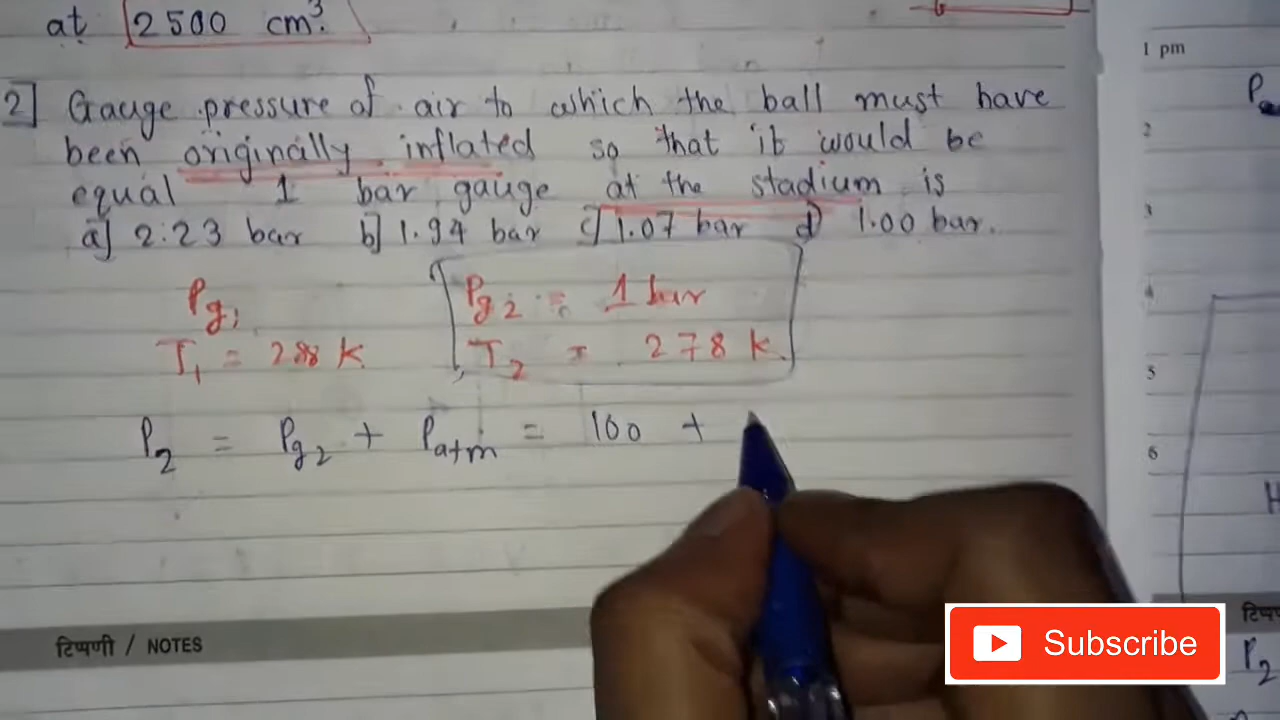 at 2500 cm³.
2] Gauge pressure of air to which the ball must have
been originally inflated so that it would be
equal 1 bar gauge at the stadium is
a] 2.23 bar b] 1.94 bar c] 1.07 bar d] 1.00 bar.
Pg1 Pg2 = 1 bar
T1 = 288 K , T2 = 278 K
P2 = Pg2 + Patm = 100 +
टिप्पणी / NOTES
1 pm
2
3
4
5
6
P2
Subscribe